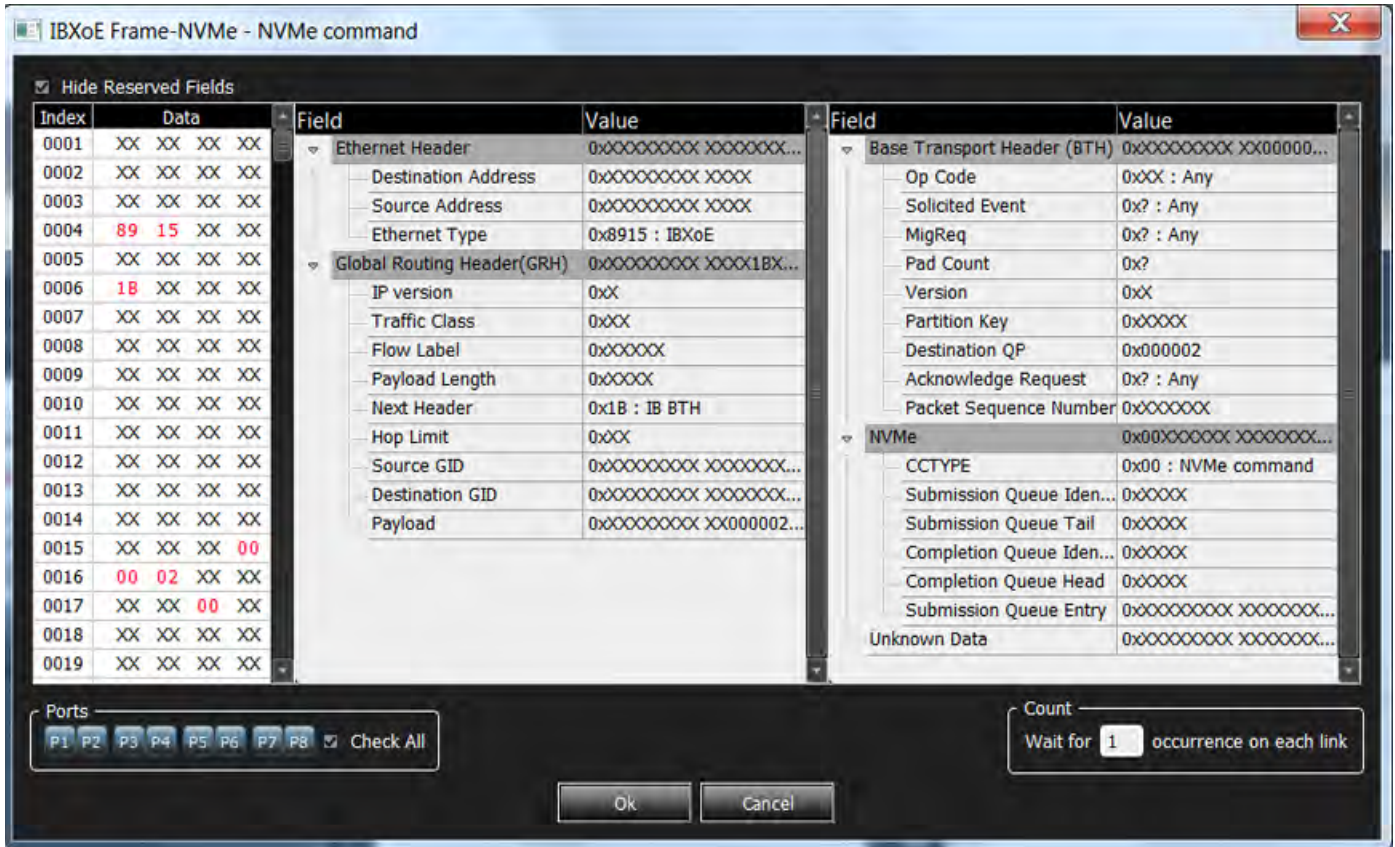 IBXoE Frame-NVMe - NVMe command
Hide Reserved Fields
Index Data
0001 XX XX XX XX
0002 XX XX XX XX
0003 XX XX XX XX
0004 89 15 XX XX
0005 XX XX XX XX
0006 1B XX XX XX
0007 XX XX XX XX
0008 XX XX XX XX
0009 XX XX XX XX
0010 XX XX XX XX
0011 XX XX XX XX
0012 XX XX XX XX
0013 XX XX XX XX
0014 XX XX XX XX
0015 XX XX XX 00
0016 00 02 XX XX
0017 XX XX 00 XX
0018 XX XX XX XX
0019 XX XX XX XX
Field Value
Ethernet Header 0xXXXXXXXX XXXXXXX...
Destination Address 0xXXXXXXXX XXXX
Source Address 0xXXXXXXXX XXXX
Ethernet Type 0x8915 : IBXoE
Global Routing Header(GRH) 0xXXXXXXXX XXXX1BX...
IP version 0xX
Traffic Class 0xXX
Flow Label 0xXXXXX
Payload Length 0xXXXX
Next Header 0x1B : IB BTH
Hop Limit 0xXX
Source GID 0xXXXXXXXX XXXXXXX...
Destination GID 0xXXXXXXXX XXXXXXX...
Payload 0xXXXXXXXX XX000002...
Field Value
Base Transport Header (BTH) 0xXXXXXXXX XX00000...
Op Code 0xXX : Any
Solicited Event 0x? : Any
MigReq 0x? : Any
Pad Count 0x?
Version 0xX
Partition Key 0xXXXX
Destination QP 0x000002
Acknowledge Request 0x? : Any
Packet Sequence Number 0xXXXXXX
NVMe 0x00XXXXXX XXXXXXX...
CCTYPE 0x00 : NVMe command
Submission Queue Iden... 0xXXXX
Submission Queue Tail 0xXXXX
Completion Queue Iden... 0xXXXX
Completion Queue Head 0xXXXX
Submission Queue Entry 0xXXXXXXXX XXXXXXX...
Unknown Data 0xXXXXXXXX XXXXXXX...
Ports
P1 P2 P3 P4 P5 P6 P7 P8 Check All
Count
Wait for 1 occurrence on each link
Ok Cancel